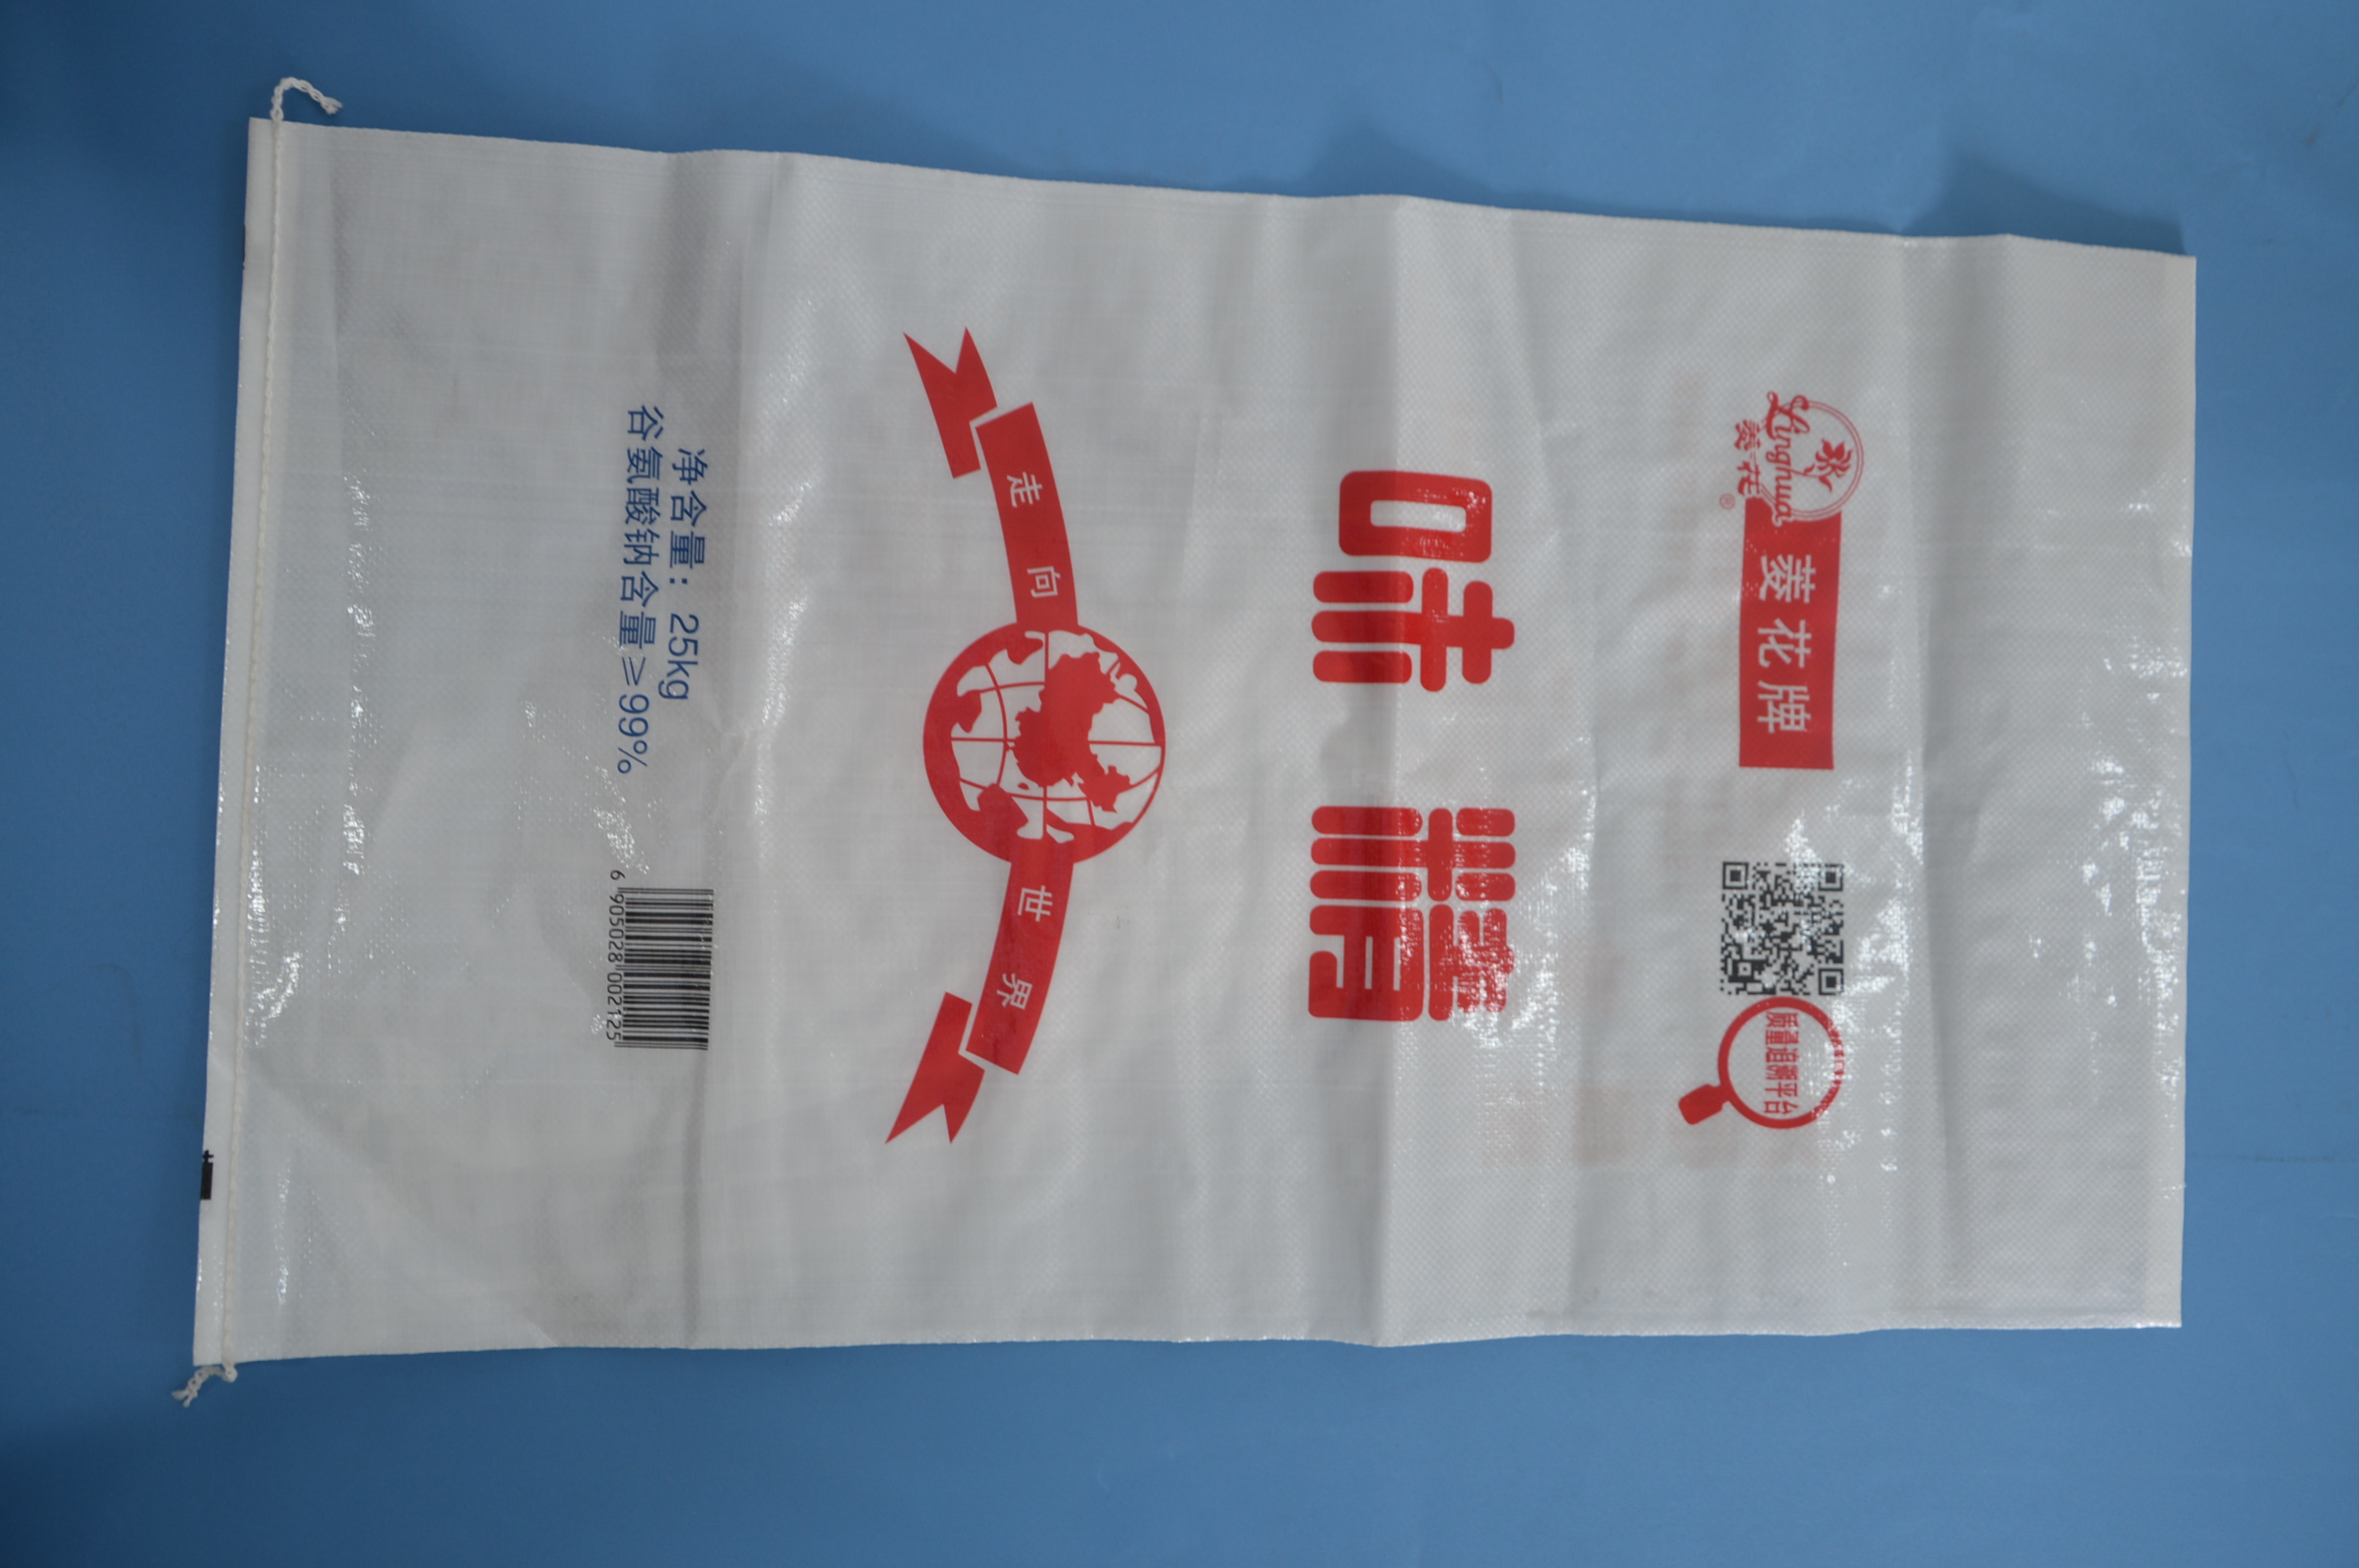 Linghua
菱花®
菱花牌
质量追溯平台
味精
走向世界
净含量：25kg
谷氨酸钠含量≥99%
6 905028 002125